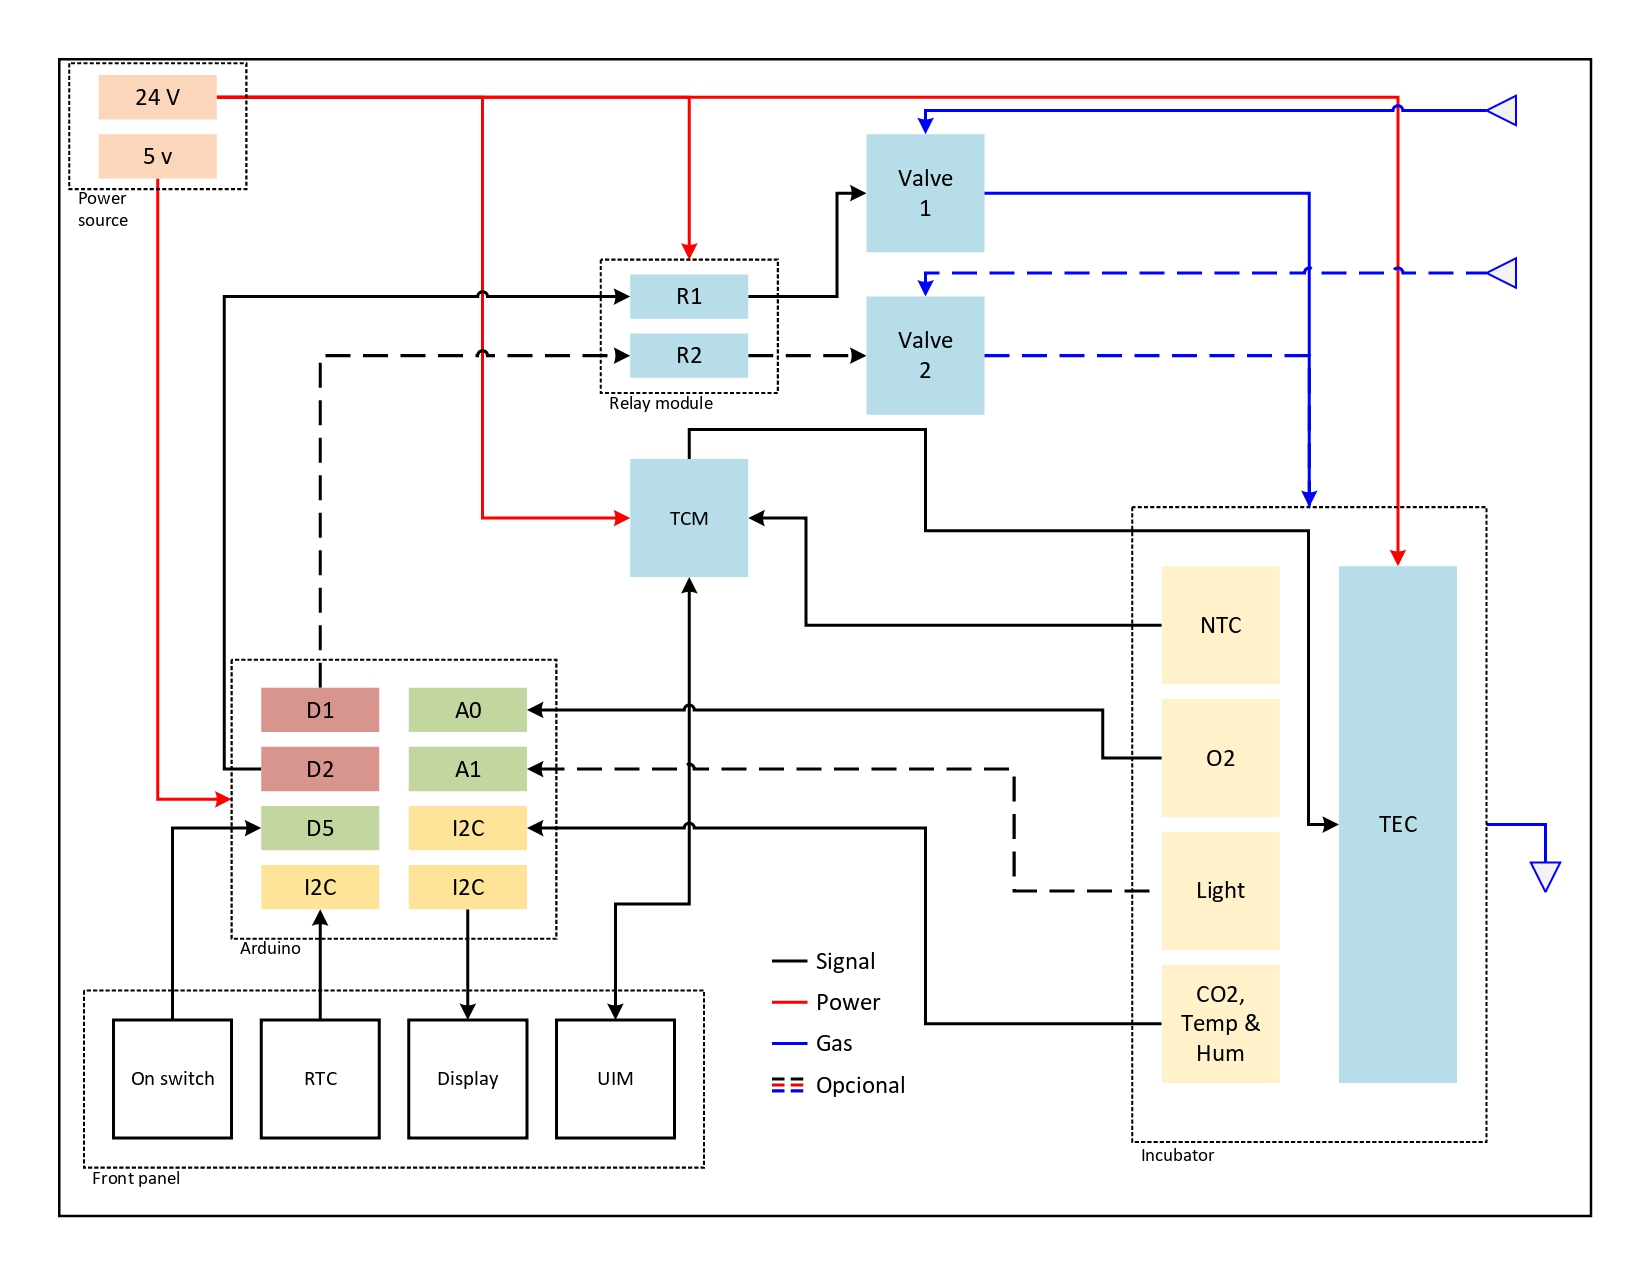 24 V
5 v
Power
source
Valve
1
R1
R2
Relay module
Valve
2
TCM
NTC
O2
Light
CO2,
Temp &
Hum
TEC
Incubator
D1
A0
D2
A1
D5
I2C
I2C
I2C
Arduino
On switch
RTC
Display
UIM
Front panel
Signal
Power
Gas
Opcional